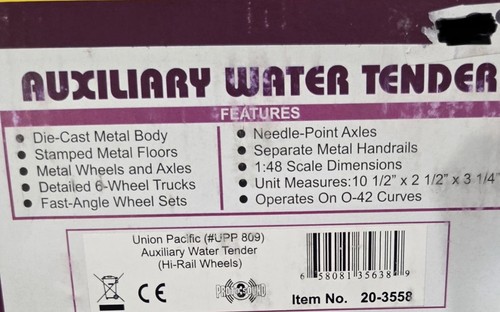 AUXILIARY WATER TENDER
FEATURES
• Die-Cast Metal Body
• Stamped Metal Floors
• Metal Wheels and Axles
• Detailed 6-Wheel Trucks
• Fast-Angle Wheel Sets
• Needle-Point Axles
• Separate Metal Handrails
• 1:48 Scale Dimensions
• Unit Measures:10 1/2" x 2 1/2" x 3 1/4"
• Operates On O-42 Curves
Union Pacific (#UPP 809)
Auxiliary Water Tender
(Hi-Rail Wheels)
CE
6 58081 35638 9
Item No. 20-3558